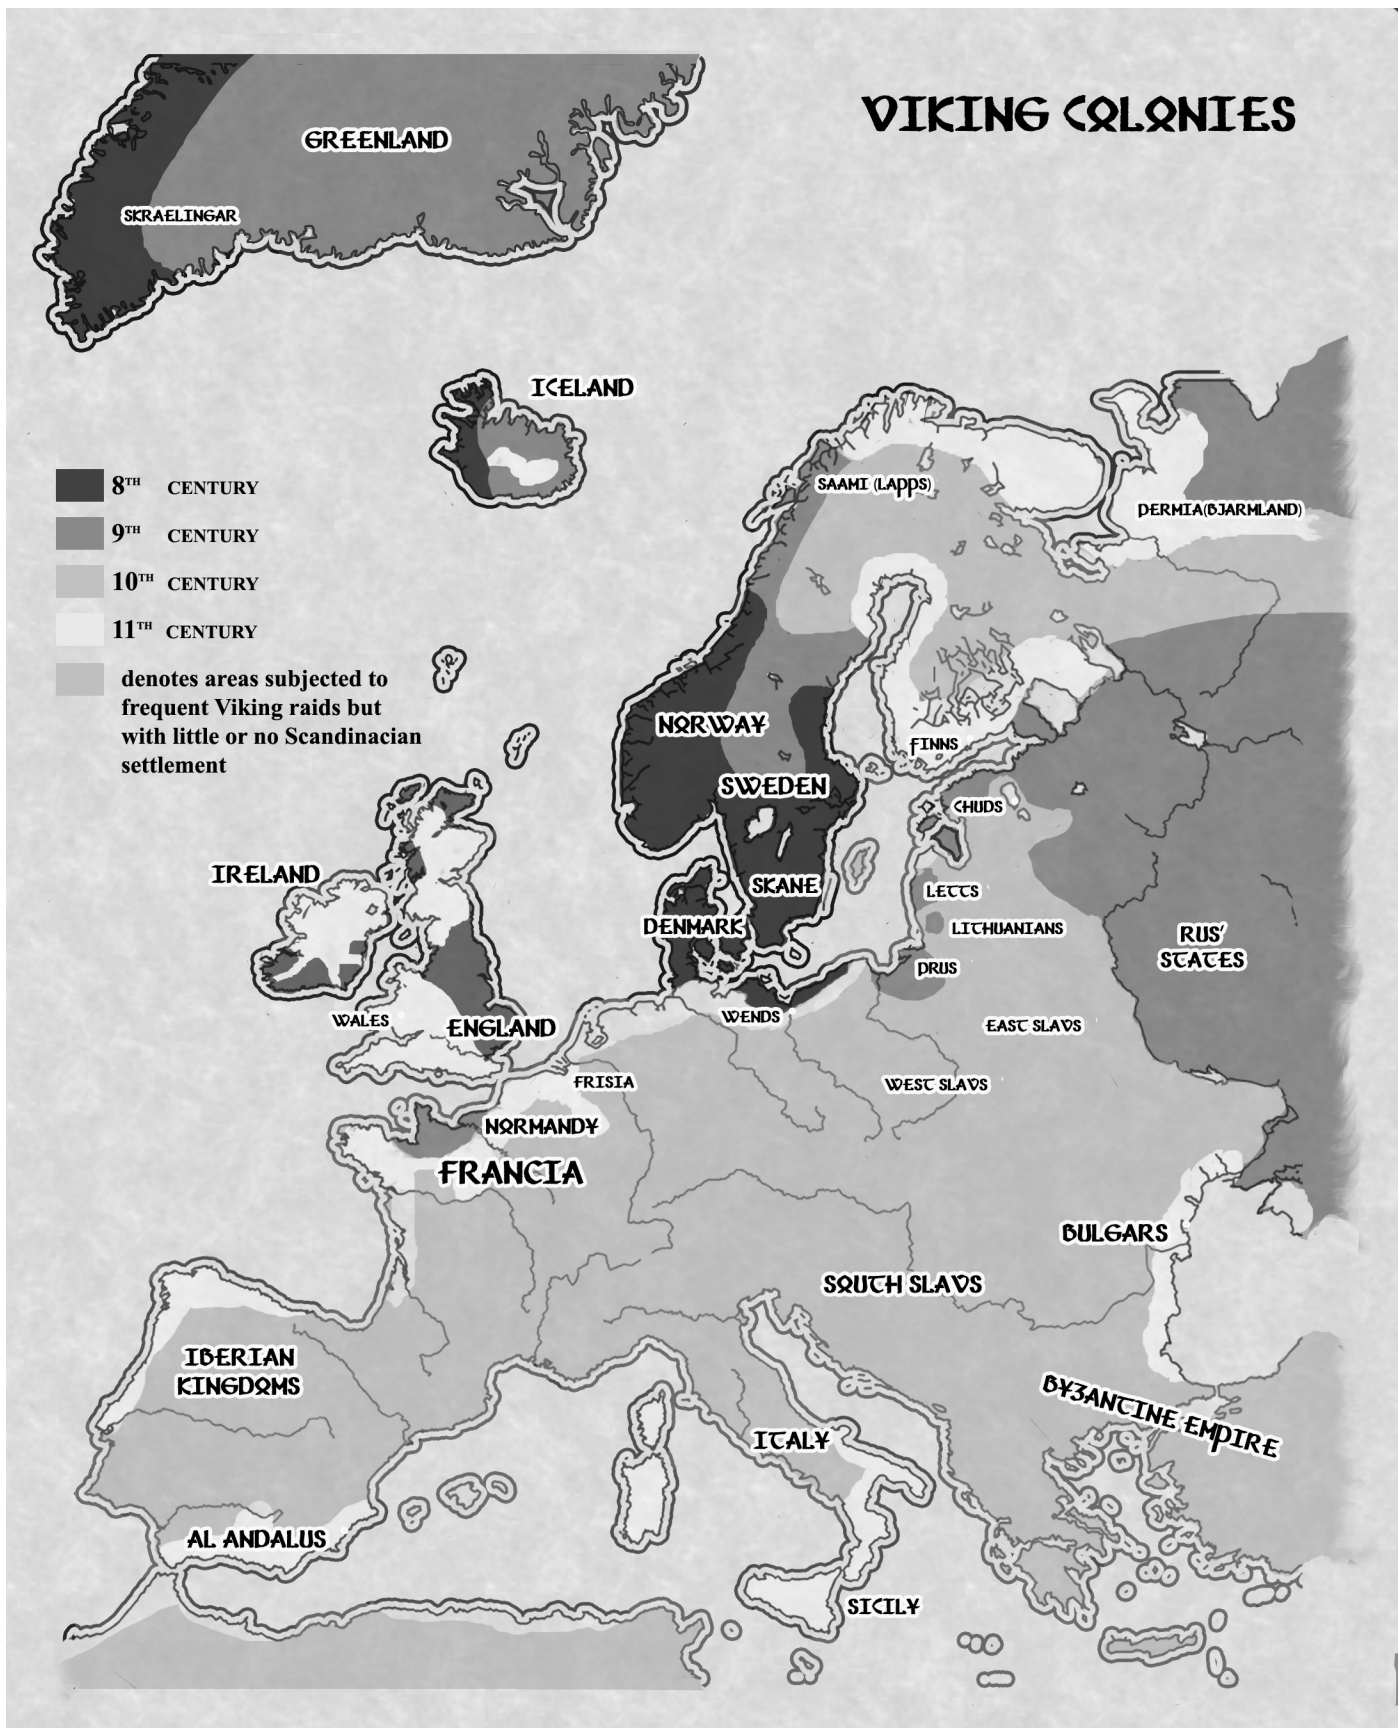 VIKING COLONIES
GREENLAND
SKRAELINGAR
ICELAND
8TH CENTURY
9TH CENTURY
10TH CENTURY
11TH CENTURY
denotes areas subjected to
frequent Viking raids but
with little or no Scandinacian
settlement
SAAMI (LAPPS)
PERMIA(BJARMLAND)
NORWAY
FINNS
SWEDEN
CHUDS
IRELAND
SKANE
LETTS
DENMARK
LITHUANIANS
RUS'
STATES
PRUS
WALES
ENGLAND
WENDS
EAST SLAVS
FRISIA
WEST SLAVS
NORMANDY
FRANCIA
BULGARS
SOUTH SLAVS
IBERIAN
KINGDOMS
BYZANTINE EMPIRE
ITALY
AL ANDALUS
SICILY